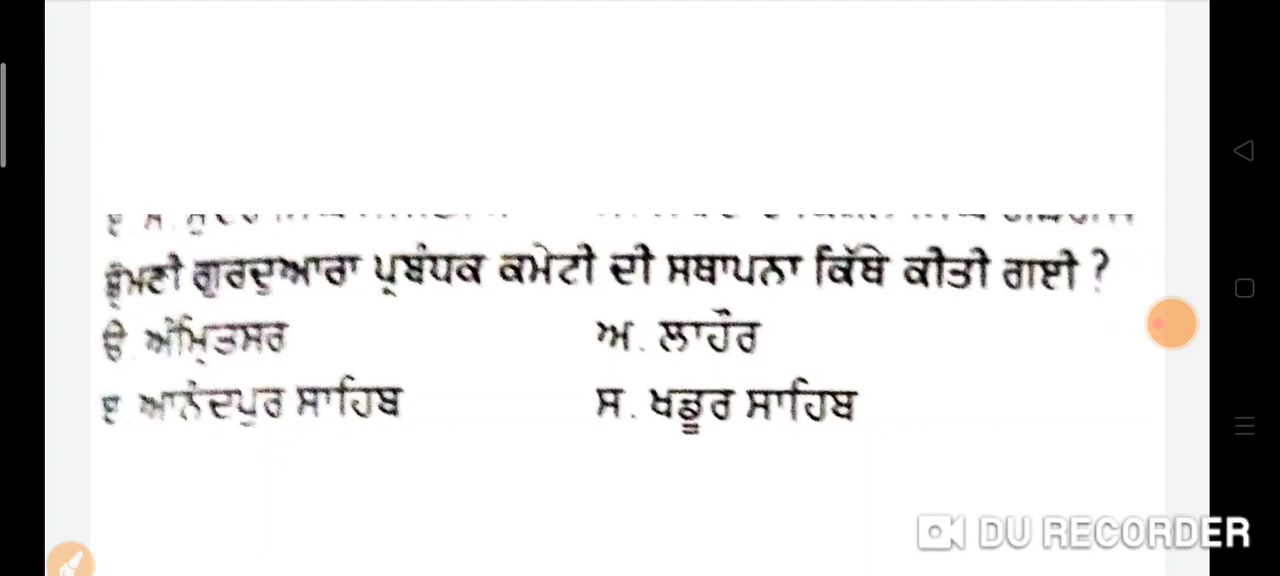 ਸ਼੍ਰੋਮਣੀ ਗੁਰਦੁਆਰਾ ਪ੍ਰਬੰਧਕ ਕਮੇਟੀ ਦੀ ਸਥਾਪਨਾ ਕਿੱਥੇ ਕੀਤੀ ਗਈ ?
ੳ. ਅੰਮ੍ਰਿਤਸਰ ਅ. ਲਾਹੌਰ
ੲ. ਆਨੰਦਪੁਰ ਸਾਹਿਬ ਸ. ਖਡੂਰ ਸਾਹਿਬ
DU RECORDER